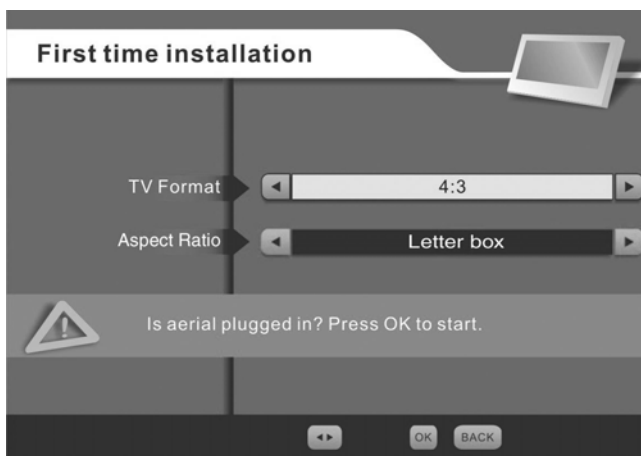 First time installation
TV Format
4:3
Aspect Ratio
Letter box
! Is aerial plugged in? Press OK to start.
OK BACK